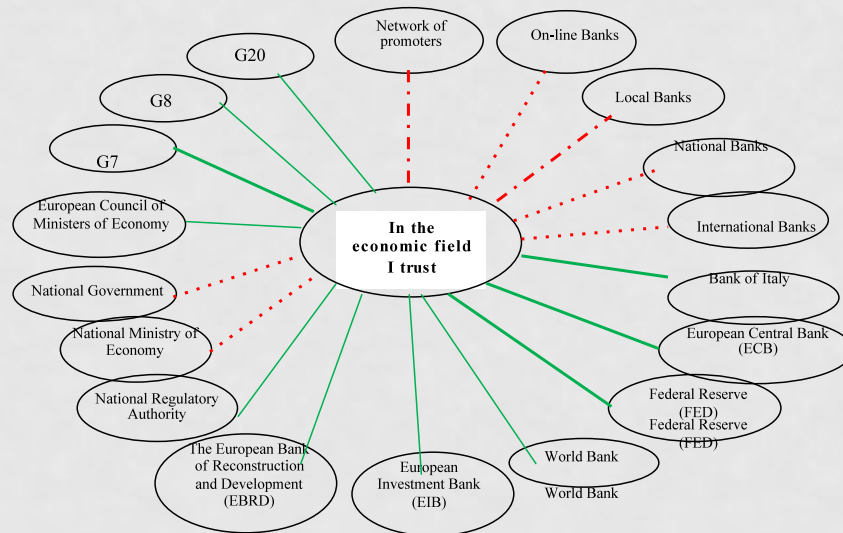 Network of
promoters
On-line Banks
G20
Local Banks
G8
G7
National Banks
European Council of
Ministers of Economy
In the
economic field
I trust
International Banks
National Government
Bank of Italy
National Ministry of
Economy
European Central Bank
(ECB)
National Regulatory
Authority
Federal Reserve
(FED)
Federal Reserve
(FED)
The European Bank
of Reconstruction
and Development
(EBRD)
European
Investment Bank
(EIB)
World Bank
World Bank